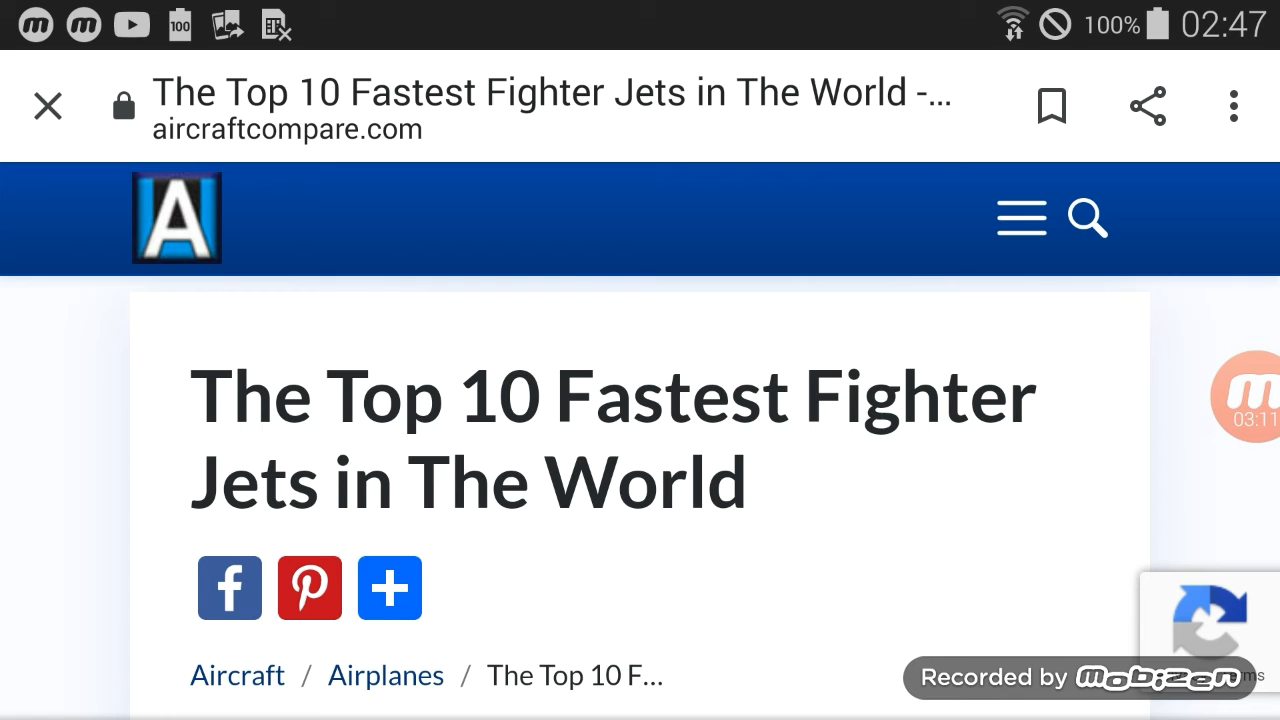 100 100% 02:47
The Top 10 Fastest Fighter Jets in The World -...
aircraftcompare.com
A
The Top 10 Fastest Fighter
Jets in The World
03:11
Aircraft / Airplanes / The Top 10 F...
Recorded by mobizen